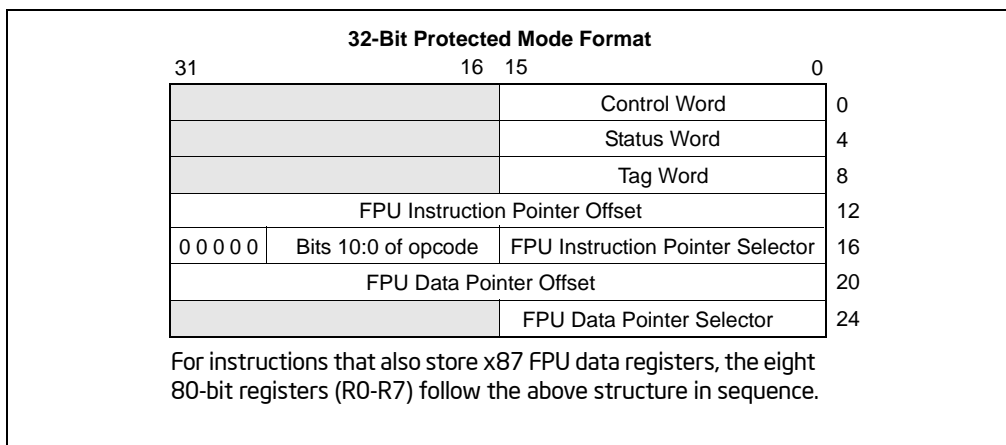 32-Bit Protected Mode Format
31 16 15 0
Control Word 0
Status Word 4
Tag Word 8
FPU Instruction Pointer Offset 12
0 0 0 0 0 Bits 10:0 of opcode FPU Instruction Pointer Selector 16
FPU Data Pointer Offset 20
FPU Data Pointer Selector 24
For instructions that also store x87 FPU data registers, the eight
80-bit registers (R0-R7) follow the above structure in sequence.